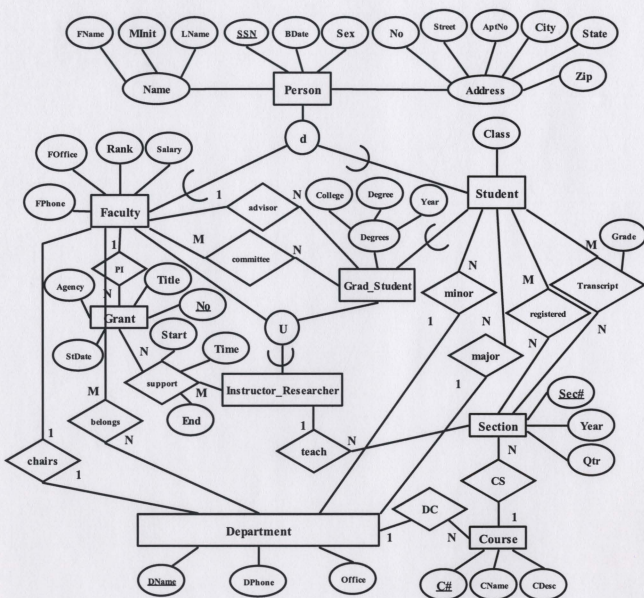 FName MInit LName SSN BDate Sex No Street AptNo City State
Name Person Address Zip
d Class
FOffice Rank Salary
FPhone Faculty 1 advisor N College Degree Year Student Grade
M committee N Degrees M
1 PI Grad_Student N minor M registered Transcript
Agency Title N
N Grant No U 1 N major N N
StDate Start Time
N support M Instructor_Researcher 1 Sec#
M belongs End 1 Section Year
1 N teach N N Qtr
chairs 1 CS
DC
Department 1 N 1 Course
DName DPhone Office C# CName CDesc